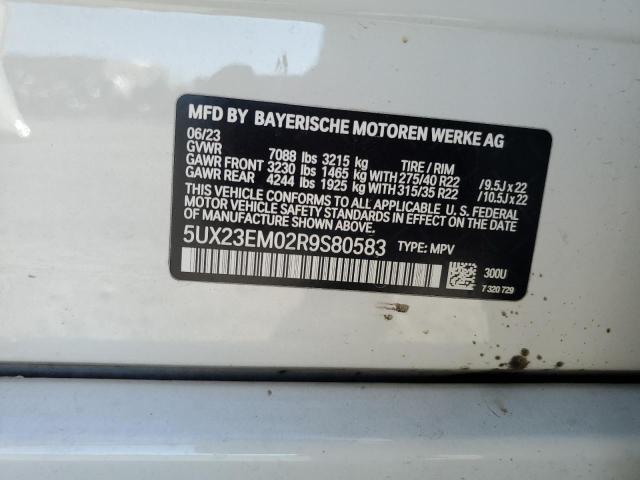 MFD BY BAYERISCHE MOTOREN WERKE AG
06/23
GVWR 7088 lbs 3215 kg TIRE / RIM
GAWR FRONT 3230 lbs 1465 kg WITH 275/40 R22 /9.5J x 22
GAWR REAR 4244 lbs 1925 kg WITH 315/35 R22 /10.5J x 22
THIS VEHICLE CONFORMS TO ALL APPLICABLE U.S. FEDERAL
MOTOR VEHICLE SAFETY STANDARDS IN EFFECT ON THE
DATE OF MANUFACTURE SHOWN ABOVE.
5UX23EM02R9S80583 TYPE: MPV
300U
7 320 729